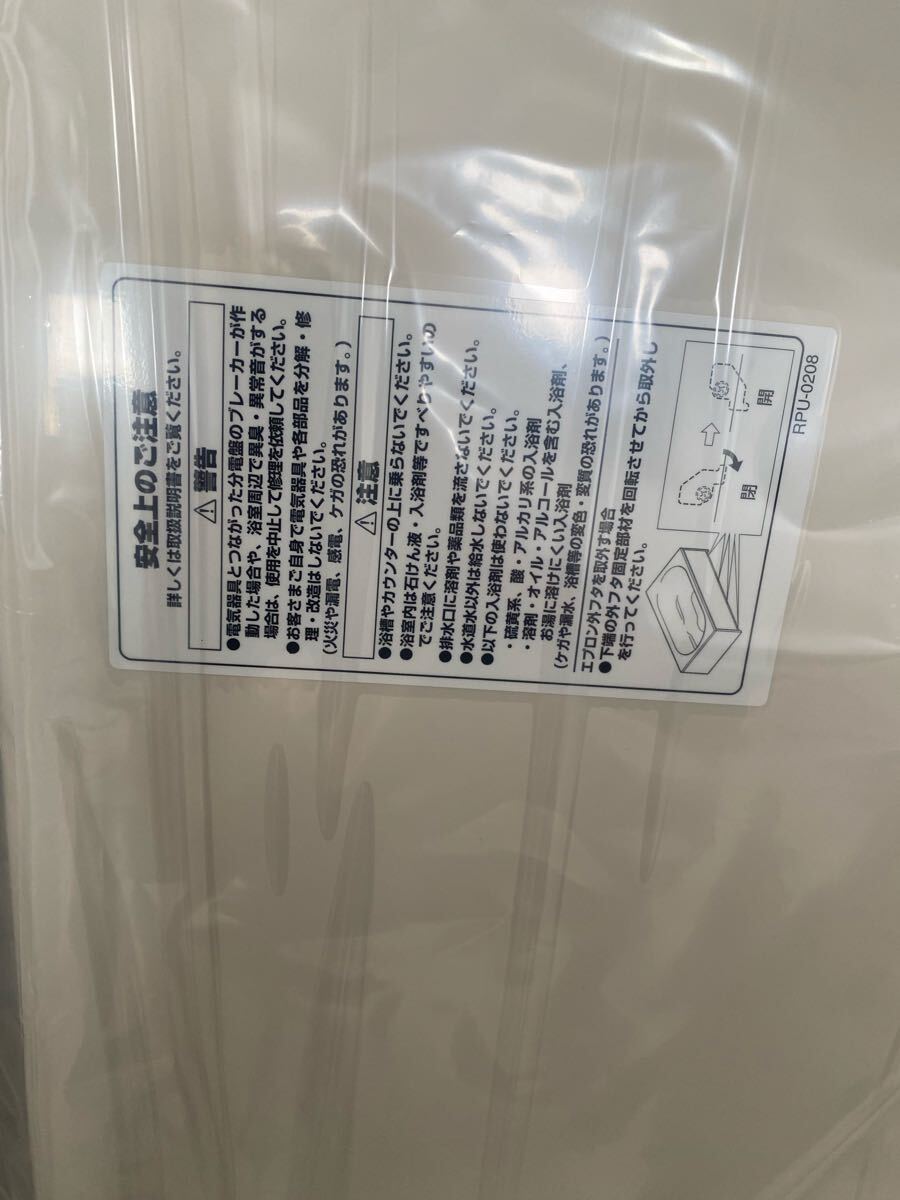 安全上のご注意
詳しくは取扱説明書をご覧ください。
⚠警告
●電気器具とつながった分電盤のブレーカーが作
動した場合や、浴室周辺で異臭・異常音がする
場合は、使用を中止して修理を依頼してください。
●お客さまご自身で電気器具や各部品を分解・修
理・改造はしないでください。
(火災や漏電、感電、ケガの恐れがあります。)
⚠注意
●浴槽やカウンターの上に乗らないでください。
●浴室内は石けん液・入浴剤等ですべりやすいの
でご注意ください。
●排水口に溶剤や薬品類を流さないでください。
●水道水以外は給水しないでください。
●以下の入浴剤は使わないでください。
・硫黄系、酸・アルカリ系の入浴剤
・溶剤・オイル・アルコールを含む入浴剤、
お湯に溶けにくい入浴剤
(ケガや漏水、浴槽等の変色・変質の恐れがあります。)
エプロン外フタを取外す場合
●下端の外フタ固定部材を回転させてから取外し
を行ってください。
閉
開
RPU-0208